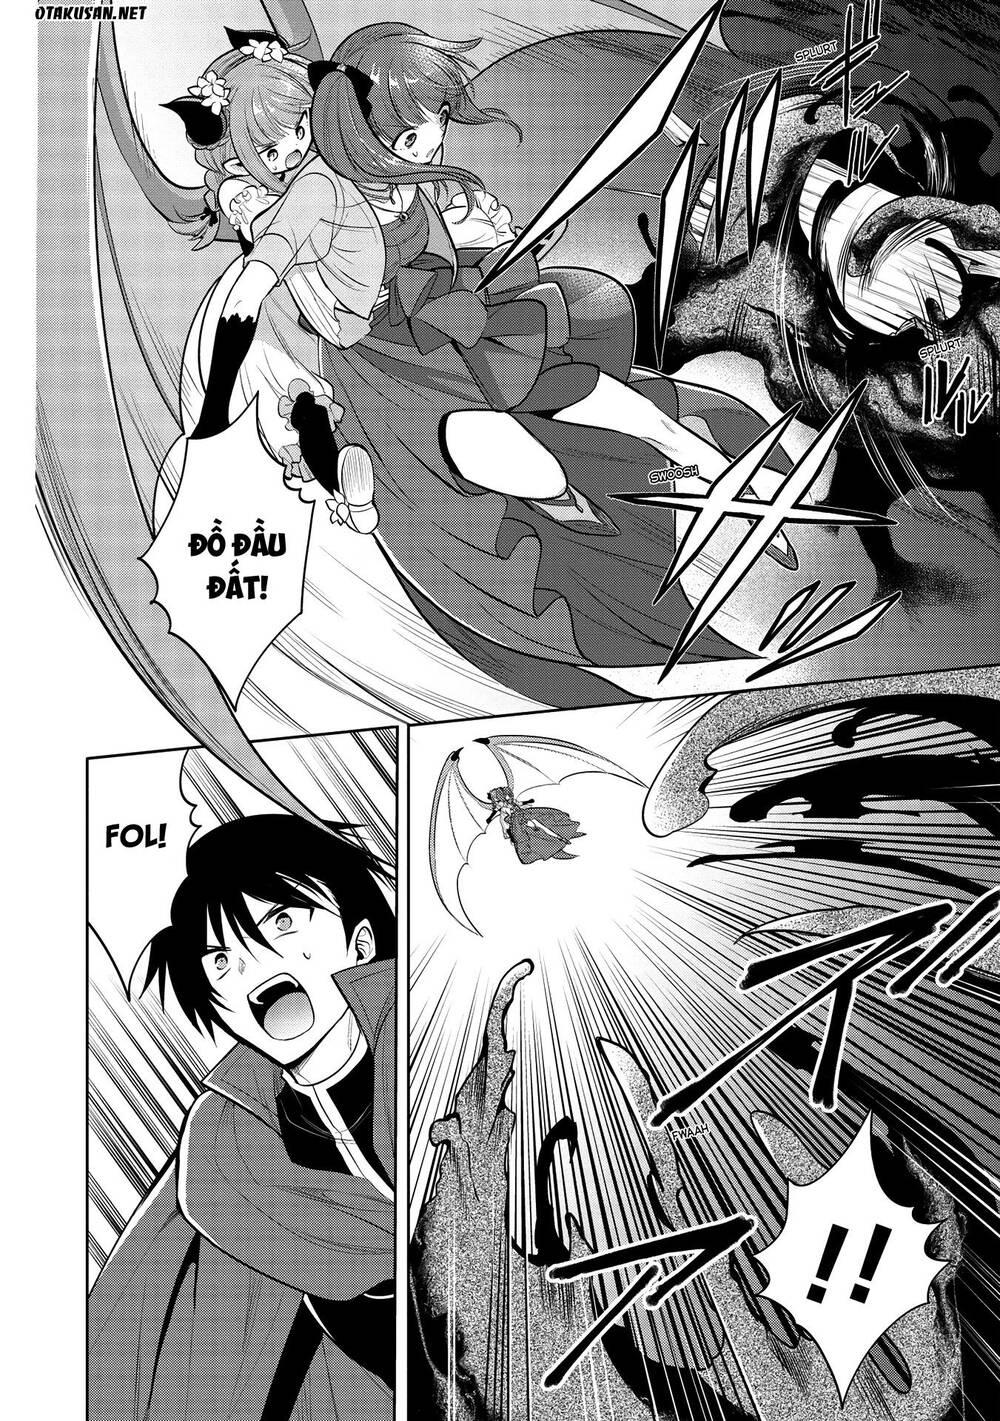 OTAKUSAN.NET
SPLURT
SPLURT
SWOOSH
ĐỒ ĐẦU
ĐẤT!
FOL!
FWAAH
!!